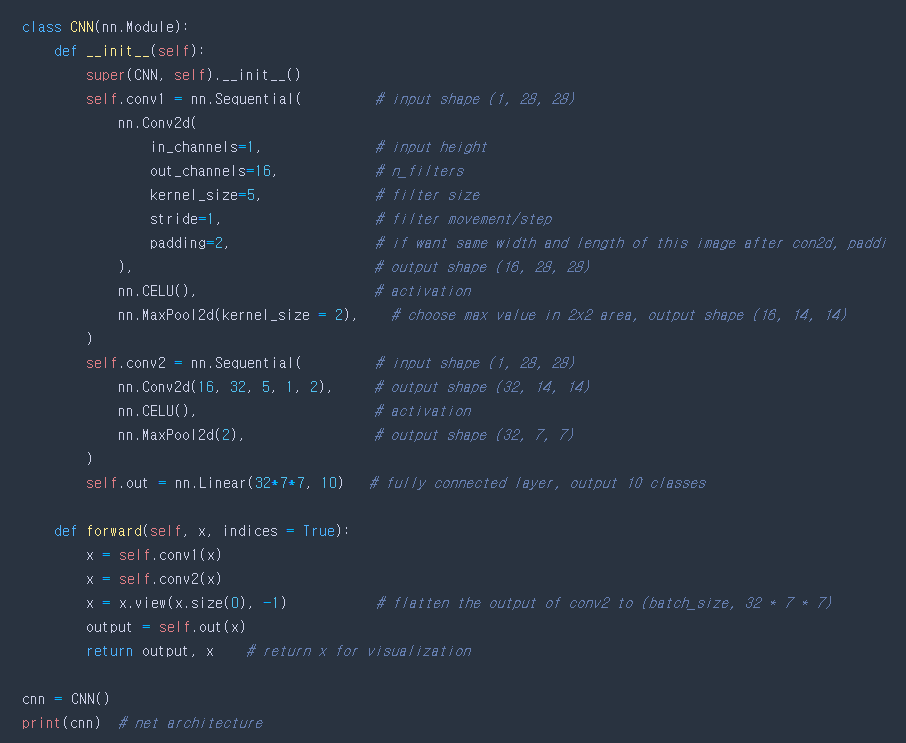 class CNN(nn.Module):
    def __init__(self):
        super(CNN, self).__init__()
        self.conv1 = nn.Sequential(         # input shape (1, 28, 28)
            nn.Conv2d(
                in_channels=1,              # input height
                out_channels=16,            # n_filters
                kernel_size=5,              # filter size
                stride=1,                   # filter movement/step
                padding=2,                  # if want same width and length of this image after con2d, paddi
            ),                              # output shape (16, 28, 28)
            nn.CELU(),                      # activation
            nn.MaxPool2d(kernel_size = 2),    # choose max value in 2x2 area, output shape (16, 14, 14)
        )
        self.conv2 = nn.Sequential(         # input shape (1, 28, 28)
            nn.Conv2d(16, 32, 5, 1, 2),     # output shape (32, 14, 14)
            nn.CELU(),                      # activation
            nn.MaxPool2d(2),                # output shape (32, 7, 7)
        )
        self.out = nn.Linear(32*7*7, 10)   # fully connected layer, output 10 classes
    def forward(self, x, indices = True):
        x = self.conv1(x)
        x = self.conv2(x)
        x = x.view(x.size(0), -1)           # flatten the output of conv2 to (batch_size, 32 * 7 * 7)
        output = self.out(x)
        return output, x    # return x for visualization
cnn = CNN()
print(cnn)  # net architecture